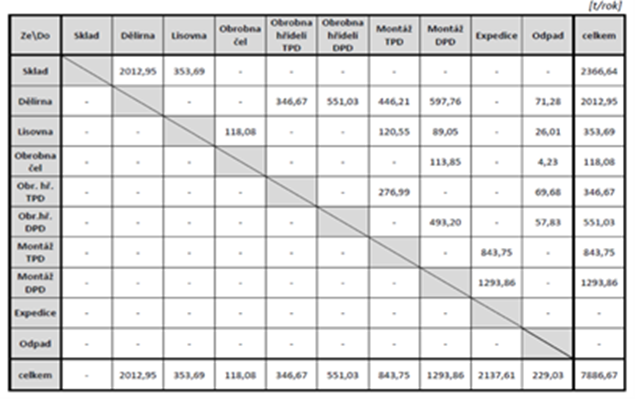 [t/rok]
Ze\Do Sklad Dělírna Lisovna Obrobna čel Obrobna hřídelí TPD Obrobna hřídelí DPD Montáž TPD Montáž DPD Expedice Odpad celkem
Sklad 2012,95 353,69 - - - - - - - 2366,64
Dělírna - - - 346,67 551,03 446,21 597,76 - 71,28 2012,95
Lisovna - - 118,08 - - 120,55 89,05 - 26,01 353,69
Obrobna čel - - - - - - 113,85 - 4,23 118,08
Obr. hř. TPD - - - - - 276,99 - - 69,68 346,67
Obr.hř. DPD - - - - - - 493,20 - 57,83 551,03
Montáž TPD - - - - - - - 843,75 - 843,75
Montáž DPD - - - - - - - 1293,86 - 1293,86
Expedice - - - - - - - - - -
Odpad - - - - - - - - - -
celkem - 2012,95 353,69 118,08 346,67 551,03 843,75 1293,86 2137,61 229,03 7886,67